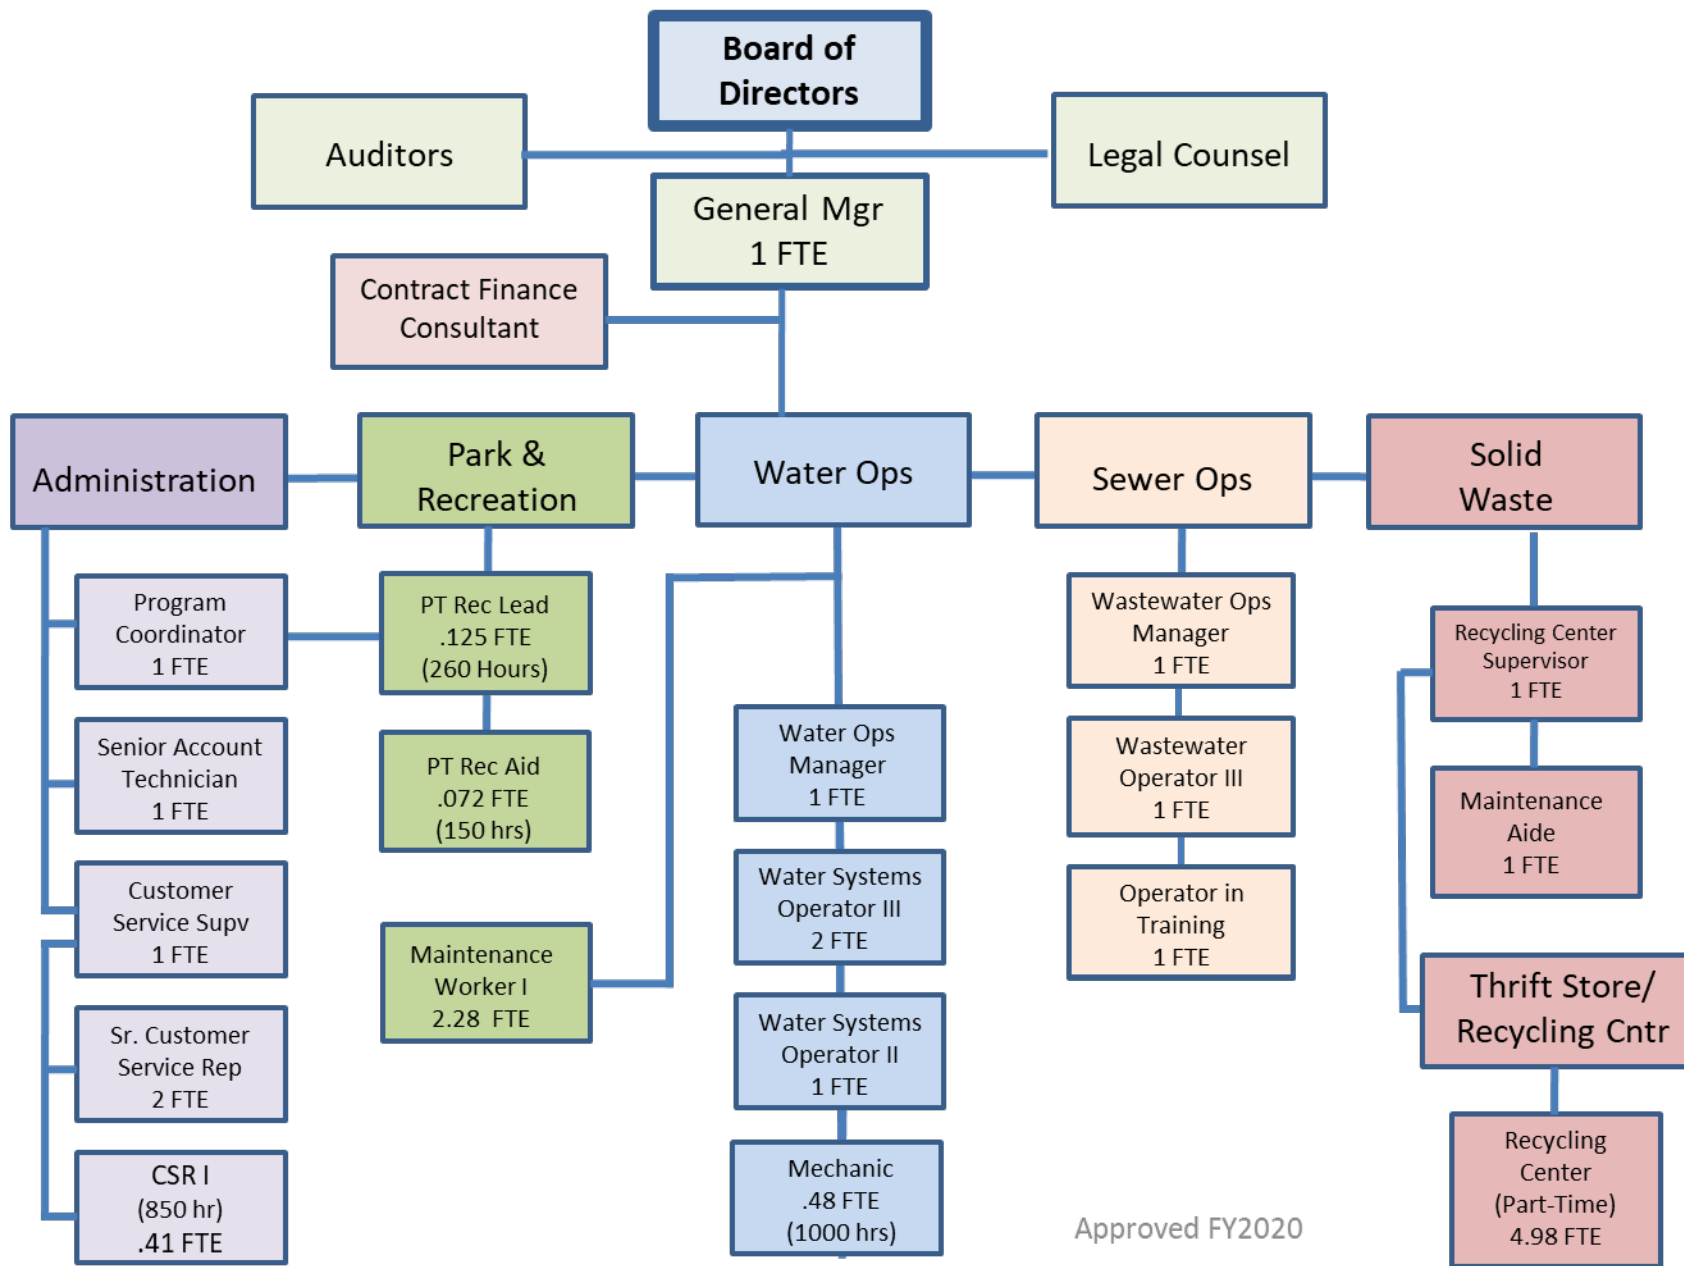 Board of
Directors
Auditors
Legal Counsel
General Mgr
1 FTE
Contract Finance
Consultant
Administration
Park &
Recreation
Water Ops
Sewer Ops
Solid
Waste
Program
Coordinator
1 FTE
Senior Account
Technician
1 FTE
Customer
Service Supv
1 FTE
Sr. Customer
Service Rep
2 FTE
CSR I
(850 hr)
.41 FTE
PT Rec Lead
.125 FTE
(260 Hours)
PT Rec Aid
.072 FTE
(150 hrs)
Maintenance
Worker I
2.28 FTE
Water Ops
Manager
1 FTE
Water Systems
Operator III
2 FTE
Water Systems
Operator II
1 FTE
Mechanic
.48 FTE
(1000 hrs)
Wastewater Ops
Manager
1 FTE
Wastewater
Operator III
1 FTE
Operator in
Training
1 FTE
Recycling Center
Supervisor
1 FTE
Maintenance
Aide
1 FTE
Thrift Store/
Recycling Cntr
Recycling
Center
(Part-Time)
4.98 FTE
Approved FY2020